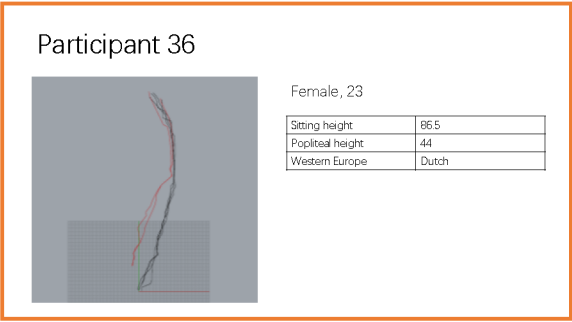 Participant 36
Female, 23
Sitting height 86.5
Popliteal height 44
Western Europe Dutch